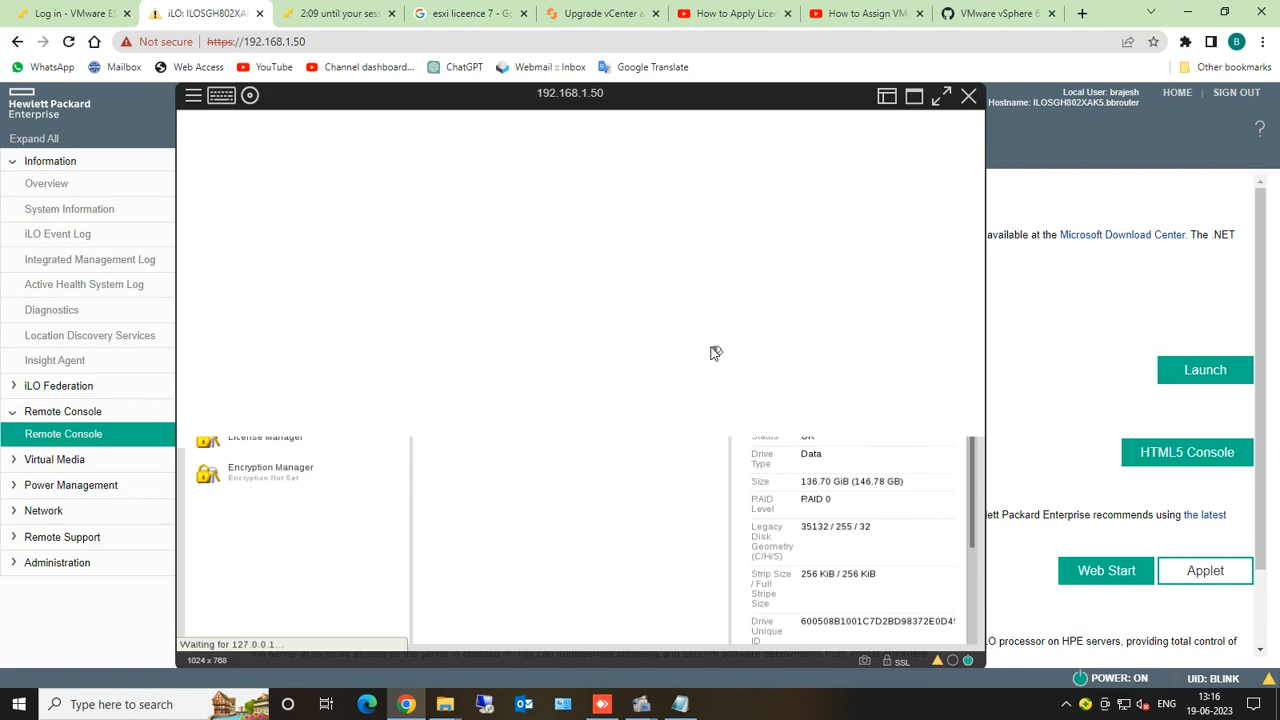 Log in - VMware ES
iLO: ILOSGH802XAK
2:09 until your sess
esxi licence 7 - Go
Upgrade vCenter a
How to Apply Lice
How to Assign VM
VMware vSphere 6
Not secure
https://192.168.1.50
B
WhatsApp
Mailbox
Web Access
YouTube
Channel dashboard...
ChatGPT
Webmail :: Inbox
Google Translate
Other bookmarks
Hewlett Packard
Enterprise
192.168.1.50
Local User: brajesh
Hostname: ILOSGH802XAK5.bbrouter
HOME
SIGN OUT
?
Expand All
Information
Overview
System Information
iLO Event Log
Integrated Management Log
Active Health System Log
Diagnostics
Location Discovery Services
Insight Agent
iLO Federation
Remote Console
Remote Console
Virtual Media
Power Management
Network
Remote Support
Administration
available at the Microsoft Download Center. The .NET
Launch
HTML5 Console
lett Packard Enterprise recommends using the latest
Web Start
Applet
O processor on HPE servers, providing total control of
License Manager
Encryption Manager
Encryption Not Set
Status
OK
Drive Type
Data
Size
136.70 GiB (146.78 GB)
RAID Level
RAID 0
Legacy Disk Geometry (C/H/S)
35132 / 255 / 32
Strip Size / Full Stripe Size
256 KiB / 256 KiB
Drive Unique ID
600508B1001C7D2BD98372E0D4
Waiting for 127.0.0.1...
1024 x 768
SSL
POWER: ON
UID: BLINK
Type here to search
ENG
13:16
19-06-2023